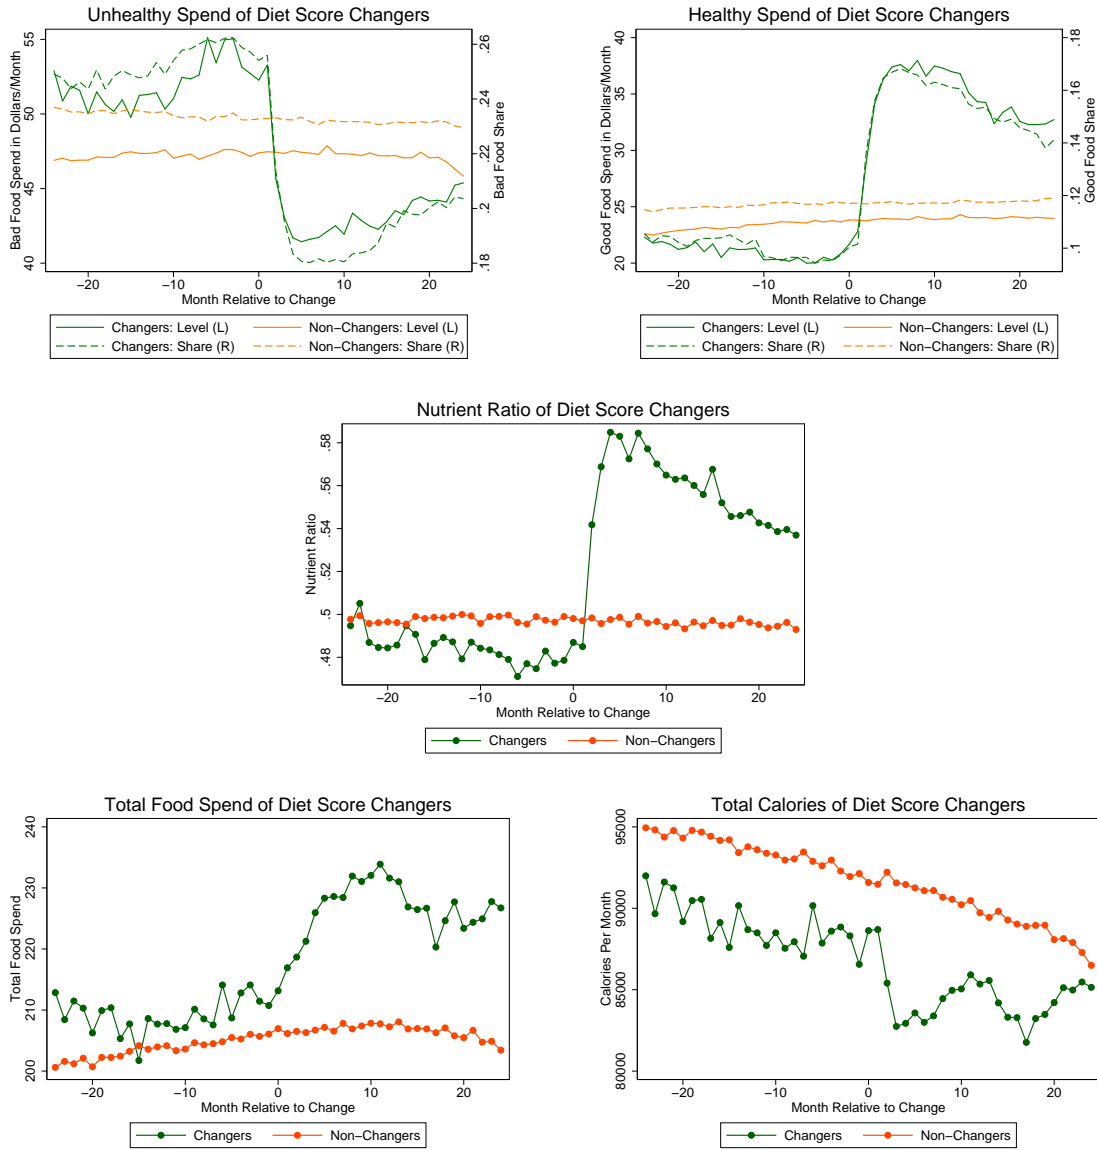 Unhealthy Spend of Diet Score Changers
Bad Food Spend in Dollars/Month
55
50
45
40
.26
.24
.22
.2
.18
Bad Food Share
−20 −10 0 10 20
Month Relative to Change
Changers: Level (L) Non−Changers: Level (L)
Changers: Share (R) Non−Changers: Share (R)
Healthy Spend of Diet Score Changers
Good Food Spend in Dollars/Month
40
35
30
25
20
.18
.16
.14
.12
.1
Good Food Share
−20 −10 0 10 20
Month Relative to Change
Changers: Level (L) Non−Changers: Level (L)
Changers: Share (R) Non−Changers: Share (R)
Nutrient Ratio of Diet Score Changers
Nutrient Ratio
.58
.56
.54
.52
.5
.48
−20 −10 0 10 20
Month Relative to Change
Changers Non−Changers
Total Food Spend of Diet Score Changers
Total Food Spend
240
230
220
210
200
−20 −10 0 10 20
Month Relative to Change
Changers Non−Changers
Total Calories of Diet Score Changers
Calories Per Month
95000
90000
85000
80000
−20 −10 0 10 20
Month Relative to Change
Changers Non−Changers